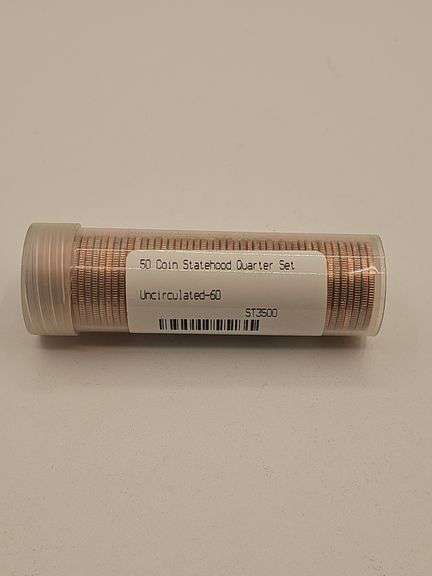 50 Coin Statehood Quarter Set
Uncirculated-60
ST3500